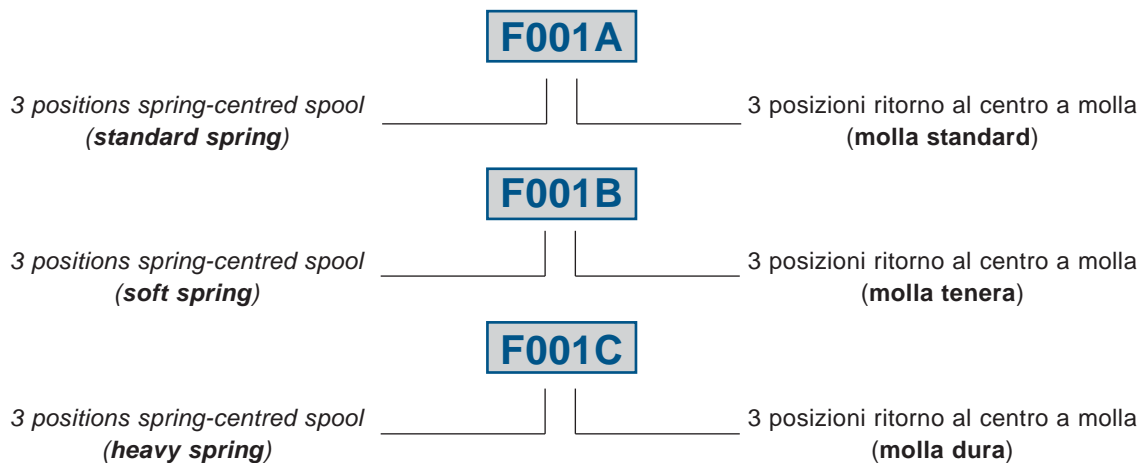 F001A
3 positions spring-centred spool
(standard spring)
3 posizioni ritorno al centro a molla
(molla standard)
F001B
3 positions spring-centred spool
(soft spring)
3 posizioni ritorno al centro a molla
(molla tenera)
F001C
3 positions spring-centred spool
(heavy spring)
3 posizioni ritorno al centro a molla
(molla dura)